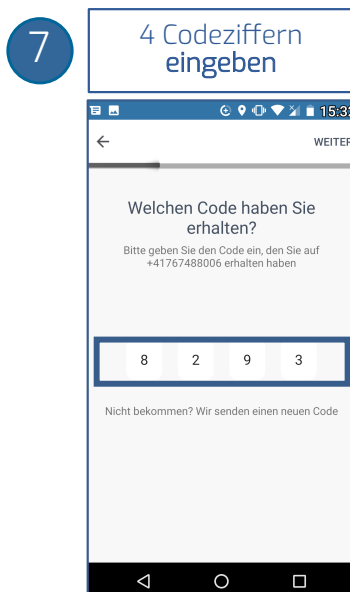 7
4 Codeziffern
eingeben
15:32
WEITER
Welchen Code haben Sie
erhalten?
Bitte geben Sie den Code ein, den Sie auf
+41767488006 erhalten haben
8 2 9 3
Nicht bekommen? Wir senden einen neuen Code